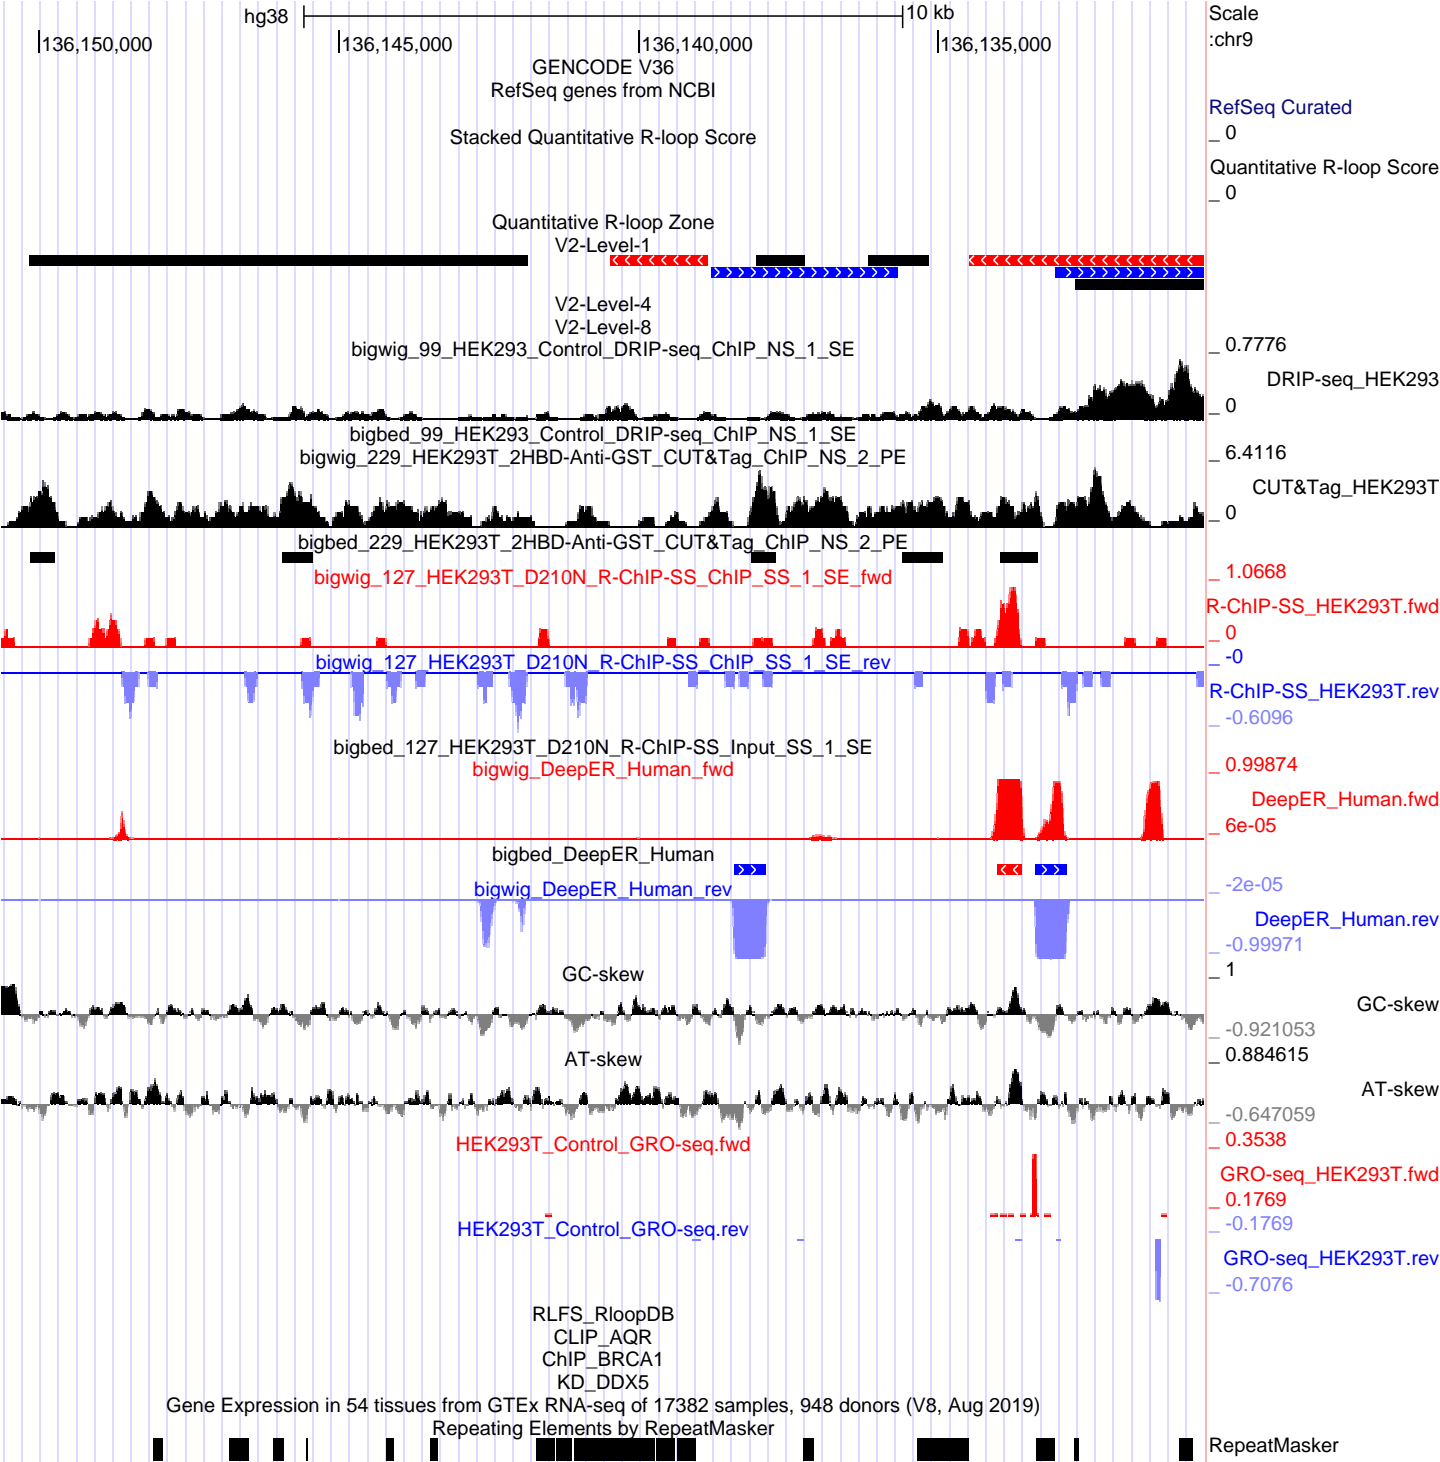 hg38 10 kb Scale
136,150,000 136,145,000 136,140,000 136,135,000 :chr9
GENCODE V36
RefSeq genes from NCBI
RefSeq Curated
Stacked Quantitative R-loop Score
0
Quantitative R-loop Score
0
Quantitative R-loop Zone
V2-Level-1
V2-Level-4
V2-Level-8
bigwig_99_HEK293_Control_DRIP-seq_ChIP_NS_1_SE
0.7776
DRIP-seq_HEK293
0
bigbed_99_HEK293_Control_DRIP-seq_ChIP_NS_1_SE
bigwig_229_HEK293T_2HBD-Anti-GST_CUT&Tag_ChIP_NS_2_PE
6.4116
CUT&Tag_HEK293T
0
bigbed_229_HEK293T_2HBD-Anti-GST_CUT&Tag_ChIP_NS_2_PE
bigwig_127_HEK293T_D210N_R-ChIP-SS_ChIP_SS_1_SE_fwd
1.0668
R-ChIP-SS_HEK293T.fwd
0
bigwig_127_HEK293T_D210N_R-ChIP-SS_ChIP_SS_1_SE_rev
-0
R-ChIP-SS_HEK293T.rev
-0.6096
bigbed_127_HEK293T_D210N_R-ChIP-SS_Input_SS_1_SE
bigwig_DeepER_Human_fwd
0.99874
DeepER_Human.fwd
6e-05
bigbed_DeepER_Human
bigwig_DeepER_Human_rev
-2e-05
DeepER_Human.rev
-0.99971
GC-skew
1
GC-skew
-0.921053
AT-skew
0.884615
AT-skew
-0.647059
HEK293T_Control_GRO-seq.fwd
0.3538
GRO-seq_HEK293T.fwd
0.1769
HEK293T_Control_GRO-seq.rev
-0.1769
GRO-seq_HEK293T.rev
-0.7076
RLFS_RloopDB
CLIP_AQR
ChIP_BRCA1
KD_DDX5
Gene Expression in 54 tissues from GTEx RNA-seq of 17382 samples, 948 donors (V8, Aug 2019)
Repeating Elements by RepeatMasker
RepeatMasker